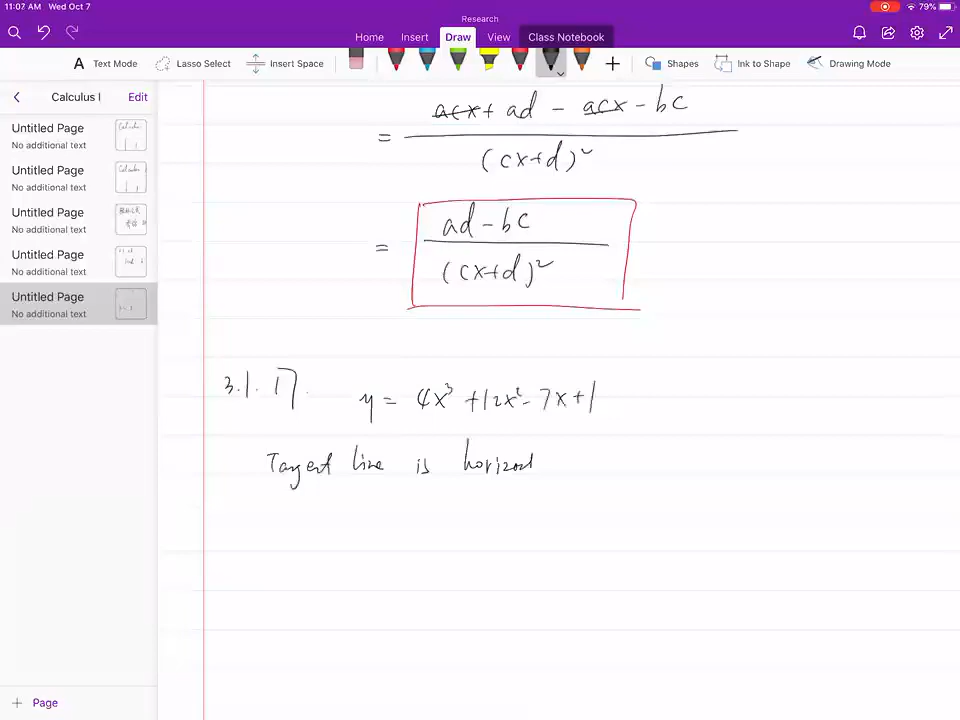 11:07 AM Wed Oct 7
79%
Research
Home Insert Draw View Class Notebook
Text Mode Lasso Select Insert Space Shapes Ink to Shape Drawing Mode
Calculus I Edit
Untitled Page
No additional text
Untitled Page
No additional text
Untitled Page
No additional text
Untitled Page
No additional text
Untitled Page
No additional text
Page
= (acx + ad - acx - bc) / (cx+d)²
= (ad - bc) / (cx+d)²
3.1.17. y = 4x³ + 12x² - 7x + 1
Tangent line is horizontal